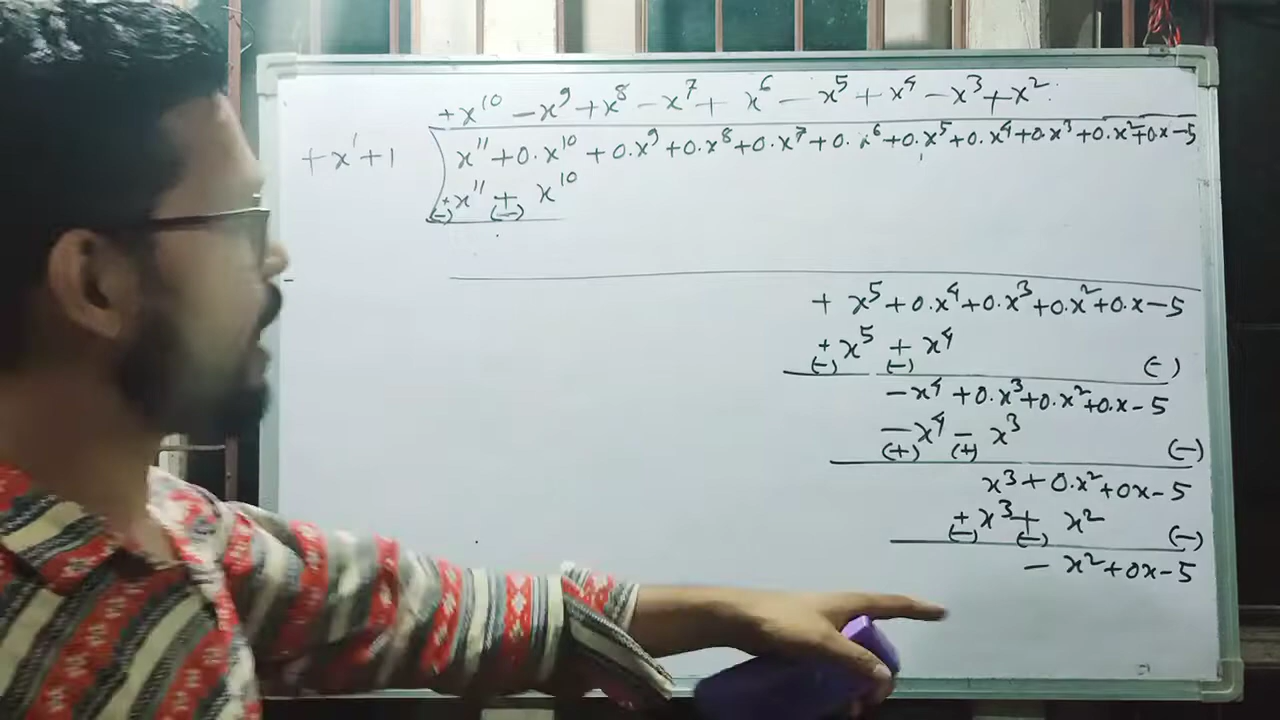 +x¹⁰ -x⁹ +x⁸ -x⁷ + x⁶ - x⁵ + x⁴ - x³ + x²
+x¹+1
x¹¹ + 0.x¹⁰ + 0.x⁹ + 0.x⁸ + 0.x⁷ + 0.x⁶ + 0.x⁵ + 0.x⁴ + 0.x³ + 0.x² + 0x - 5
+x¹¹ + x¹⁰
(-) (-)
+ x⁵ + 0.x⁴ + 0.x³ + 0.x² + 0.x - 5
+x⁵ + x⁴
(-) (-) (-)
-x⁴ + 0.x³ + 0.x² + 0.x - 5
-x⁴ - x³
(+) (+) (-)
x³ + 0.x² + 0x - 5
+x³ + x²
(-) (-) (-)
- x² + 0x - 5